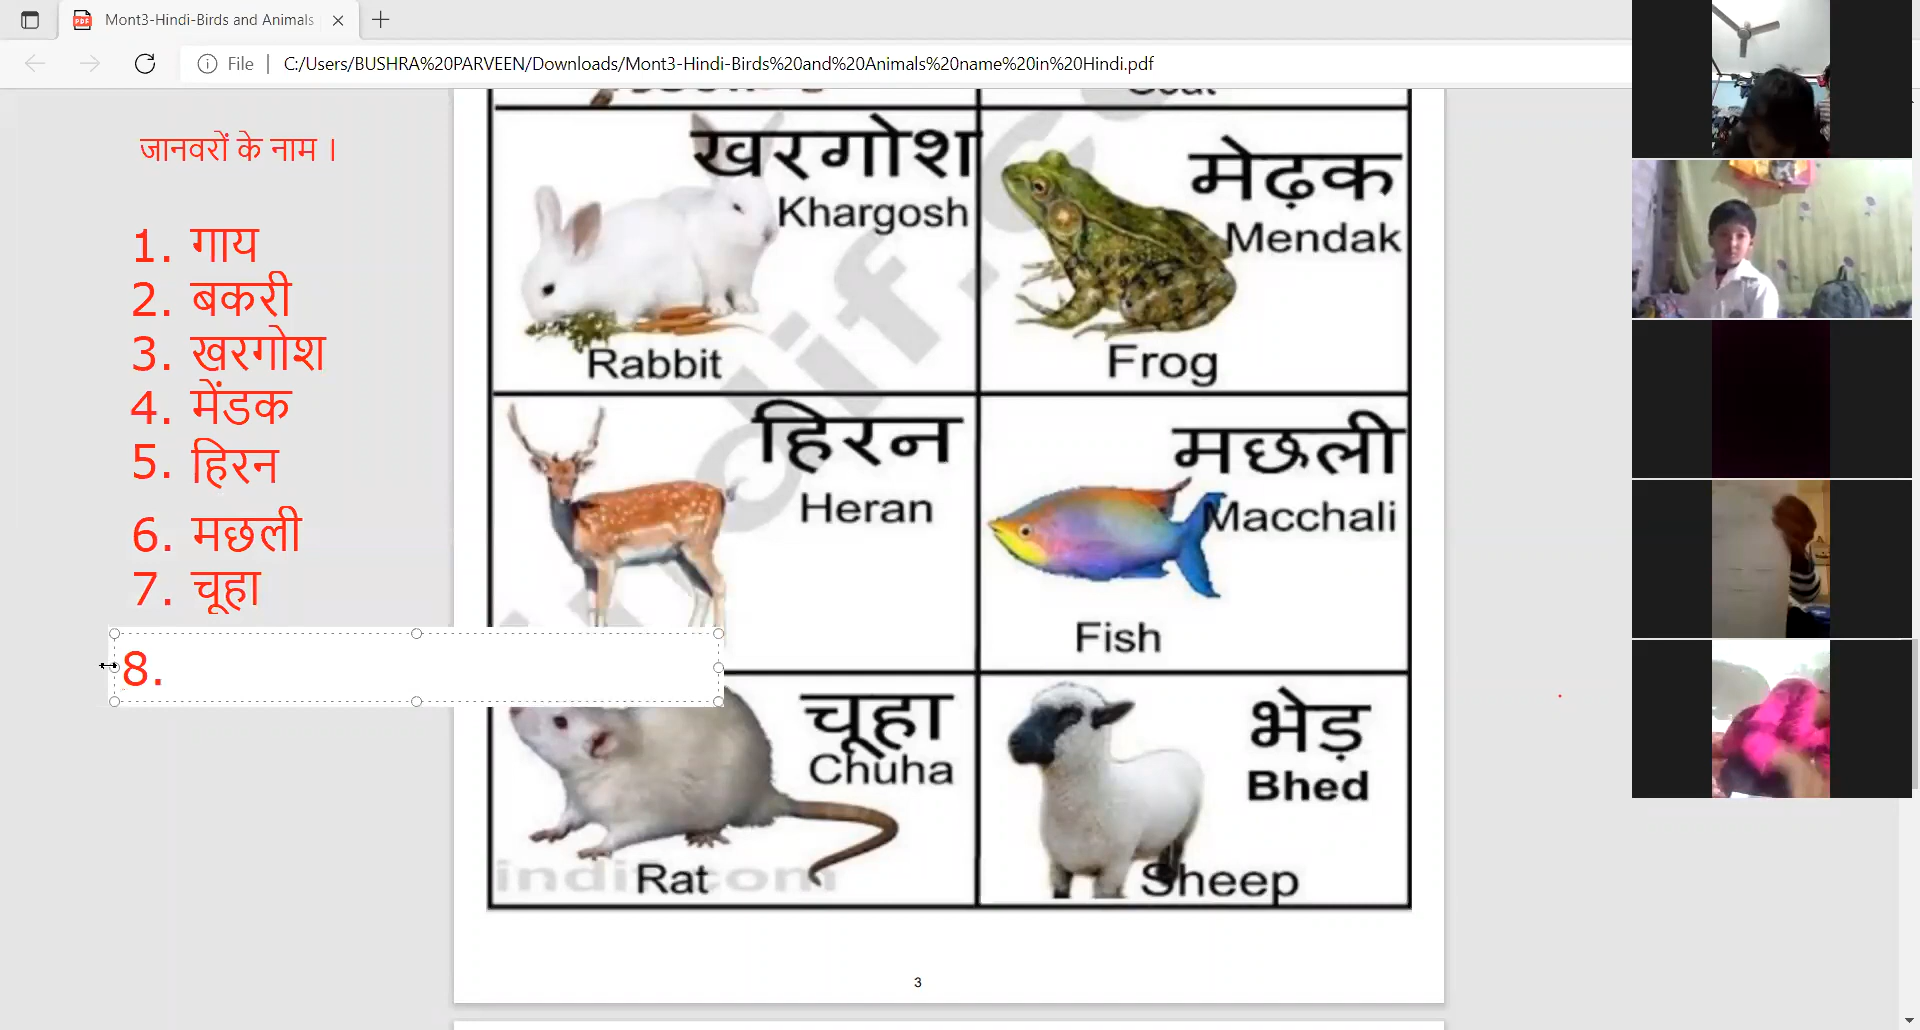 Mont3-Hindi-Birds and Animals
File
C:/Users/BUSHRA%20PARVEEN/Downloads/Mont3-Hindi-Birds%20and%20Animals%20name%20in%20Hindi.pdf
जानवरों के नाम ।
1. गाय
2. बकरी
3. खरगोश
4. मेंडक
5. हिरन
6. मछली
7. चूहा
8.
खरगोश
Khargosh
Rabbit
मेढ़क
Mendak
Frog
हिरन
Heran
मछली
Macchali
Fish
चूहा
Chuha
Rat
भेड़
Bhed
Sheep
3